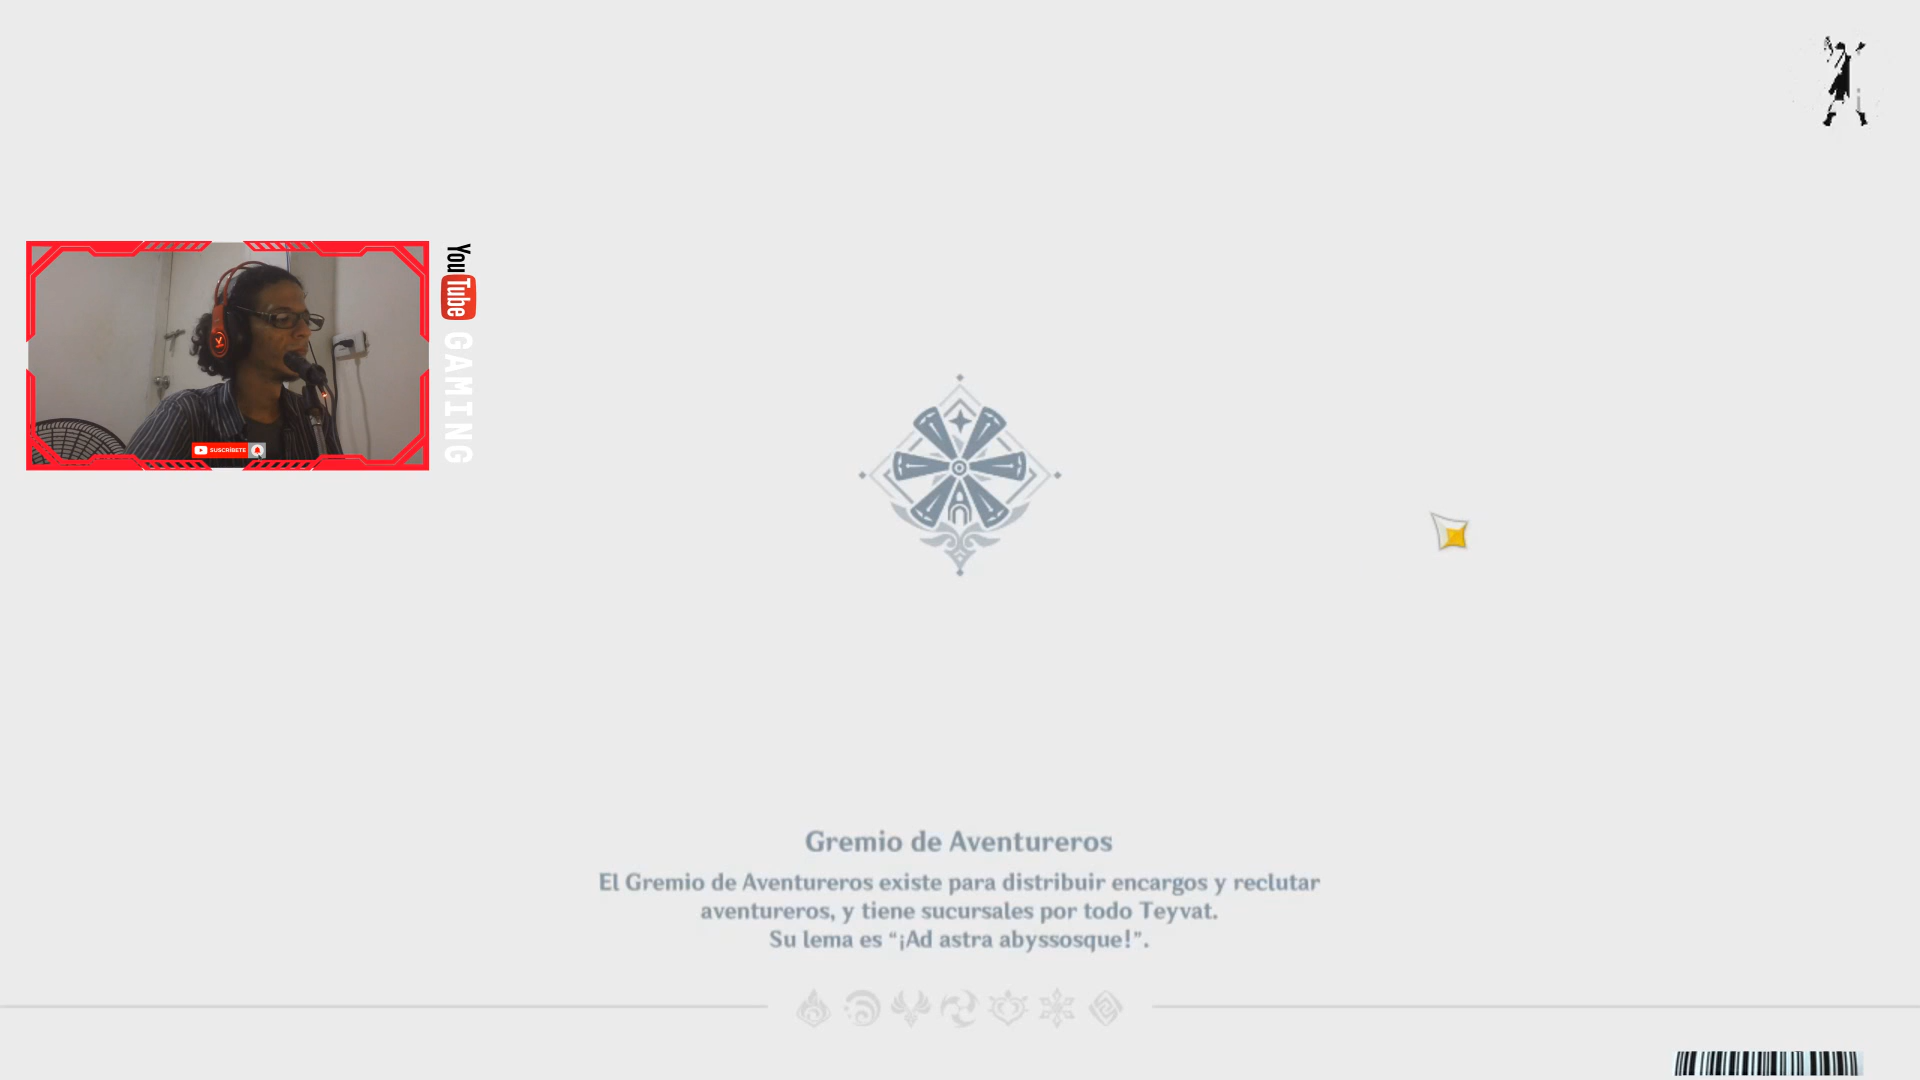 YouTube GAMING
SUSCRÍBETE
Gremio de Aventureros
El Gremio de Aventureros existe para distribuir encargos y reclutar
aventureros, y tiene sucursales por todo Teyvat.
Su lema es “¡Ad astra abyssosque!”.